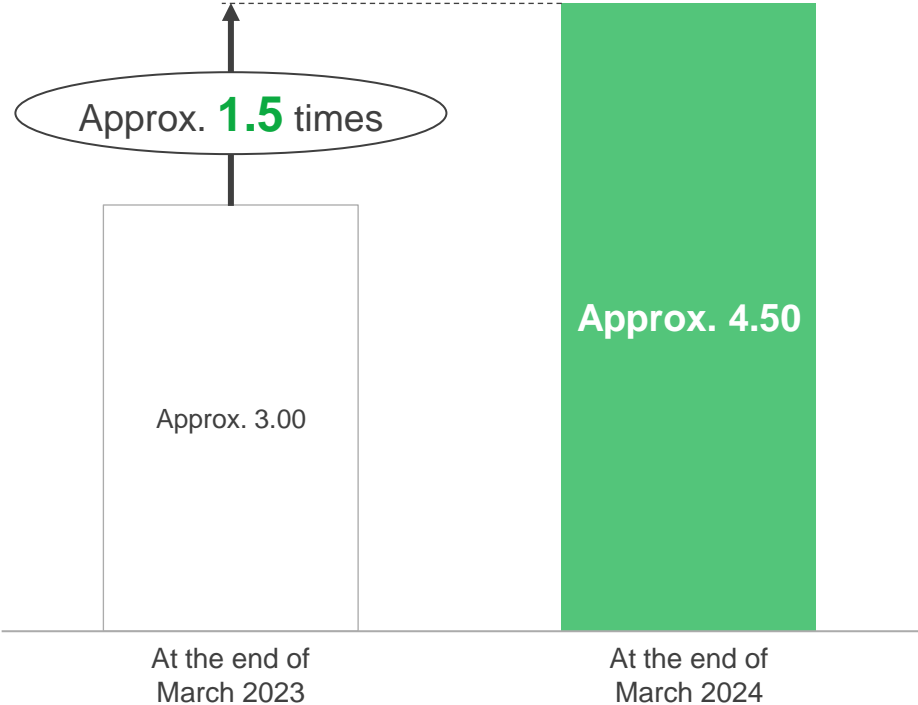 Approx. 1.5 times
Approx. 4.50
Approx. 3.00
At the end of
March 2023
At the end of
March 2024